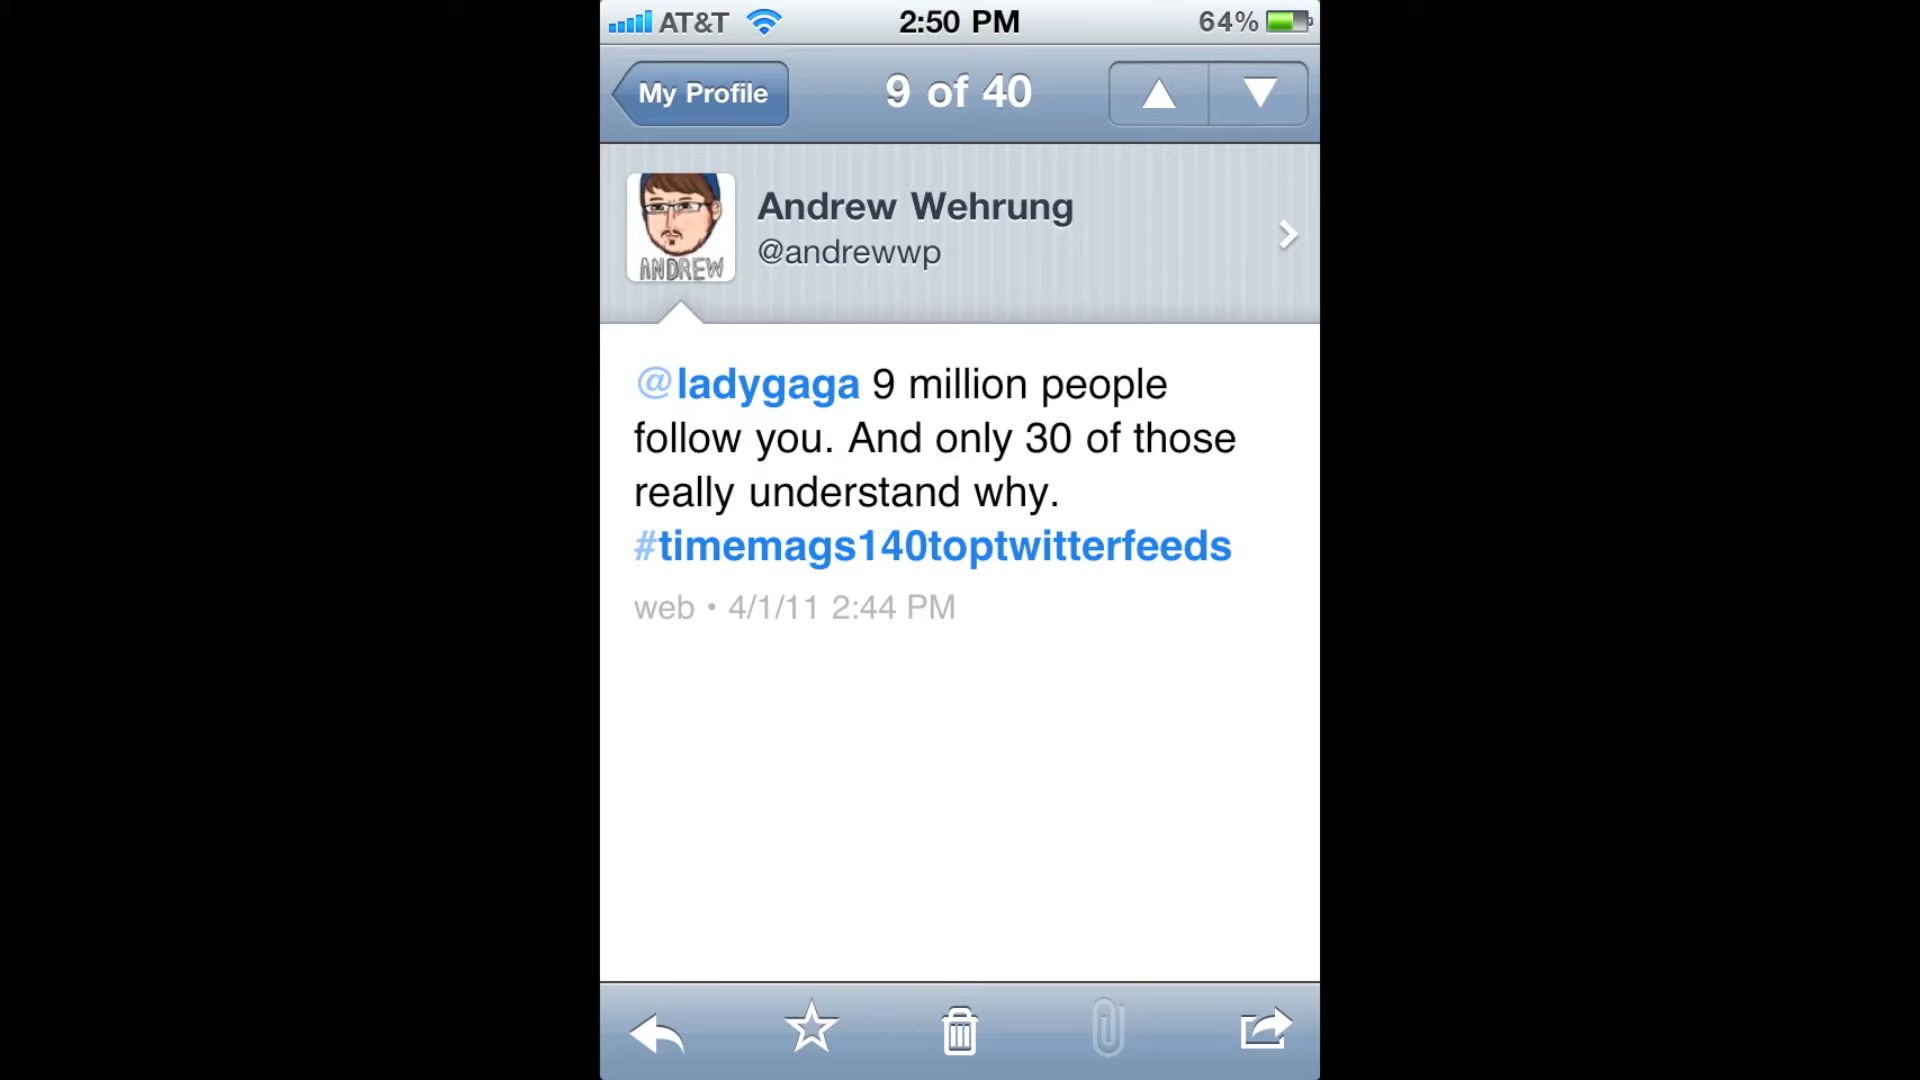 AT&T 2:50 PM 64%
My Profile 9 of 40
ANDREW
Andrew Wehrung
@andrewwp
@ladygaga 9 million people
follow you. And only 30 of those
really understand why.
#timemags140toptwitterfeeds
web • 4/1/11 2:44 PM